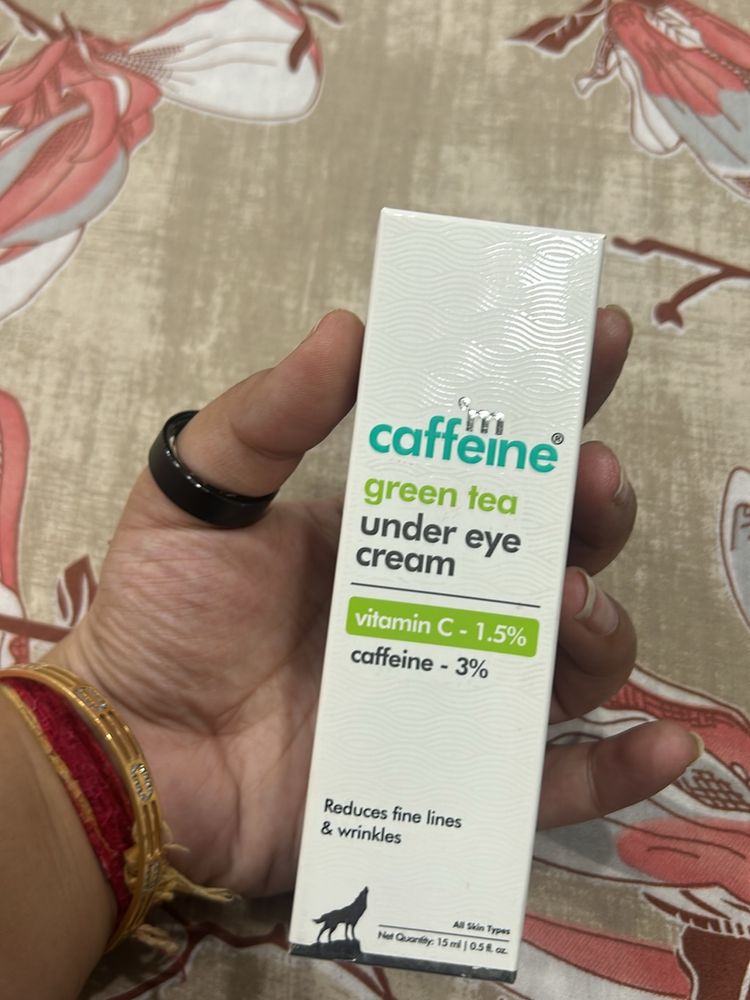 i'm
caffeine®
green tea
under eye
cream
vitamin C - 1.5%
caffeine - 3%
Reduces fine lines
& wrinkles
All Skin Types
Net Quantity: 15 ml | 0.5 fl. oz.